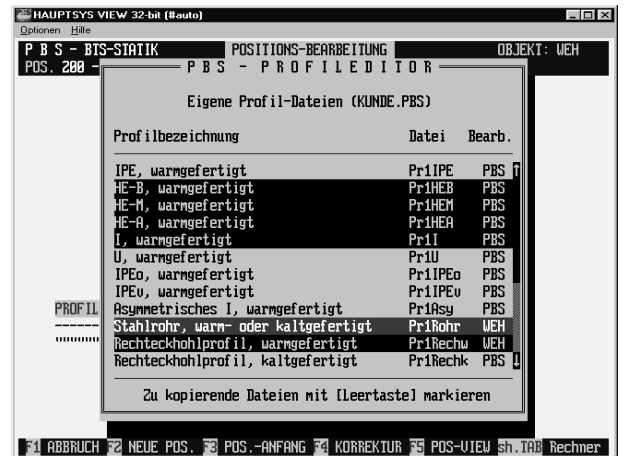 HAUPTSYS VIEW 32-bit (#auto)
Optionen Hilfe
P B S - BTS-STATIK POSITIONS-BEARBEITUNG OBJEKT: WEH
POS. 200 -
P B S - P R O F I L E D I T O R
Eigene Profil-Dateien (KUNDE.PBS)
Profilbezeichnung Datei Bearb.
IPE, warmgefertigt Pr1IPE PBS
HE-B, warmgefertigt Pr1HEB PBS
HE-M, warmgefertigt Pr1HEM PBS
HE-A, warmgefertigt Pr1HEA PBS
I, warmgefertigt Pr1I PBS
U, warmgefertigt Pr1U PBS
IPEo, warmgefertigt Pr1IPEo PBS
IPEv, warmgefertigt Pr1IPEv PBS
PROFIL
Asymmetrisches I, warmgefertigt Pr1Asy PBS
Stahlrohr, warm- oder kaltgefertigt Pr1Rohr WEH
Rechteckhohlprofil, warmgefertigt Pr1Rechw WEH
Rechteckhohlprofil, kaltgefertigt Pr1Rechk PBS
Zu kopierende Dateien mit [Leertaste] markieren
F1 ABBRUCH F2 NEUE POS. F3 POS.-ANFANG F4 KORREKTUR F5 POS-VIEW sh.TAB Rechner